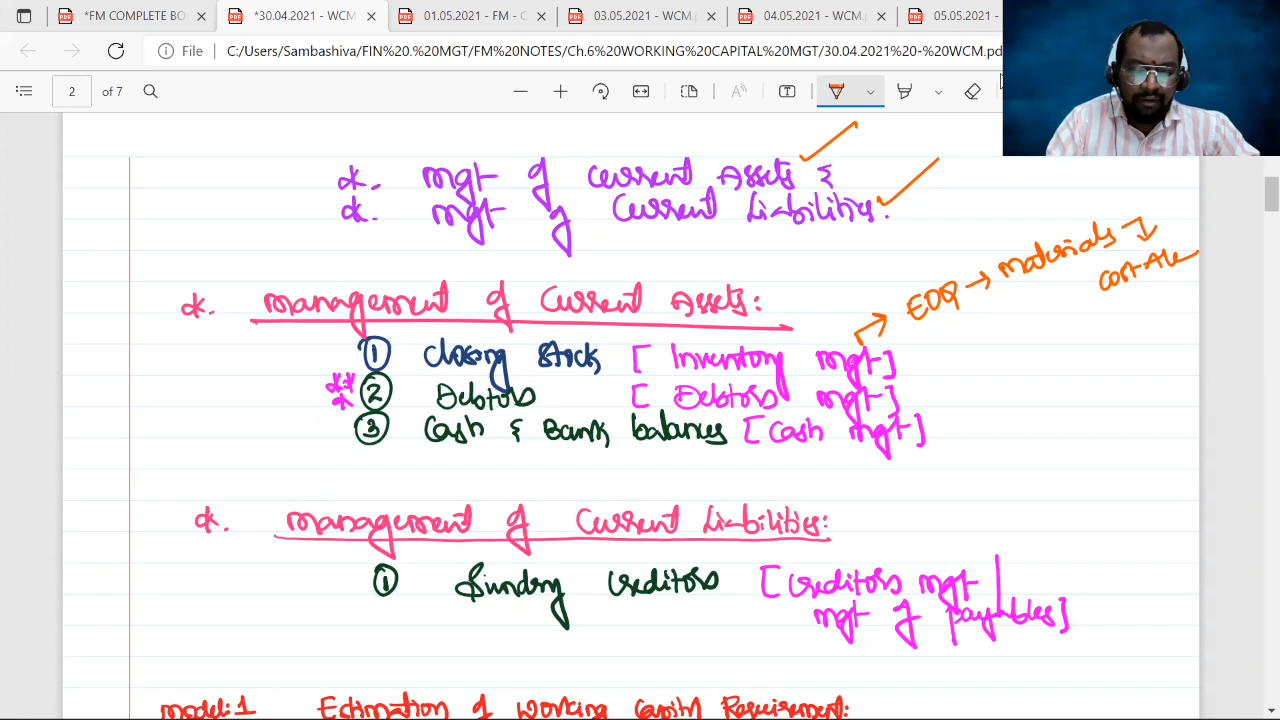 *FM COMPLETE BO
*30.04.2021 - WCM
01.05.2021 - FM - C
03.05.2021 - WCM.p
04.05.2021 - WCM.p
05.05.2021 - WCM
File
C:/Users/Sambashiva/FIN%20.%20MGT/FM%20NOTES/Ch.6%20WORKING%20CAPITAL%20MGT/30.04.2021%20-%20WCM.pd
2 of 7
*. mgt of Current Assets &
*. mgt of Current Liabilities.
EOQ → materials
Cost
*. Management of Current Assets:
① Closing stock [ Inventory mgt ]
*** ② Debtors [ Debtors mgt ]
③ Cash & Bank balances [ Cash mgt ]
*. Management of Current Liabilities:
① Sundry Creditors [ Creditors mgt |
mgt of payables ]
Model:1 Estimation of Working Capital Requirement: